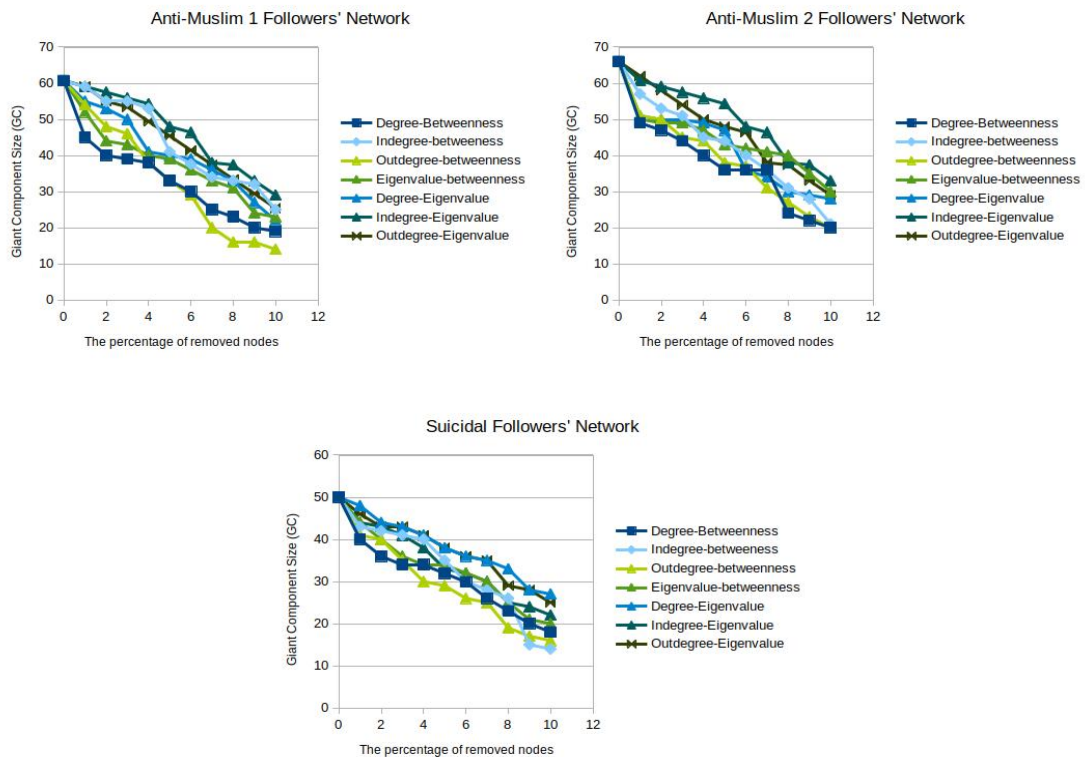 Anti-Muslim 1 Followers' Network
70
60
50
40
30
20
10
0
Giant Component Size (GC)
0 2 4 6 8 10 12
The percentage of removed nodes
Degree-Betweenness
Indegree-betweeness
Outdegree-betweenness
Eigenvalue-betweenness
Degree-Eigenvalue
Indegree-Eigenvalue
Outdegree-Eigenvalue
Anti-Muslim 2 Followers' Network
70
60
50
40
30
20
10
0
Giant Component Size (GC)
0 2 4 6 8 10 12
The percentage of removed nodes
Degree-Betweenness
Indegree-betweeness
Outdegree-betweenness
Eigenvalue-betweenness
Degree-Eigenvalue
Indegree-Eigenvalue
Outdegree-Eigenvalue
Suicidal Followers' Network
60
50
40
30
20
10
0
Giant Component Size (GC)
0 2 4 6 8 10 12
The percentage of removed nodes
Degree-Betweenness
Indegree-betweeness
Outdegree-betweenness
Eigenvalue-betweenness
Degree-Eigenvalue
Indegree-Eigenvalue
Outdegree-Eigenvalue